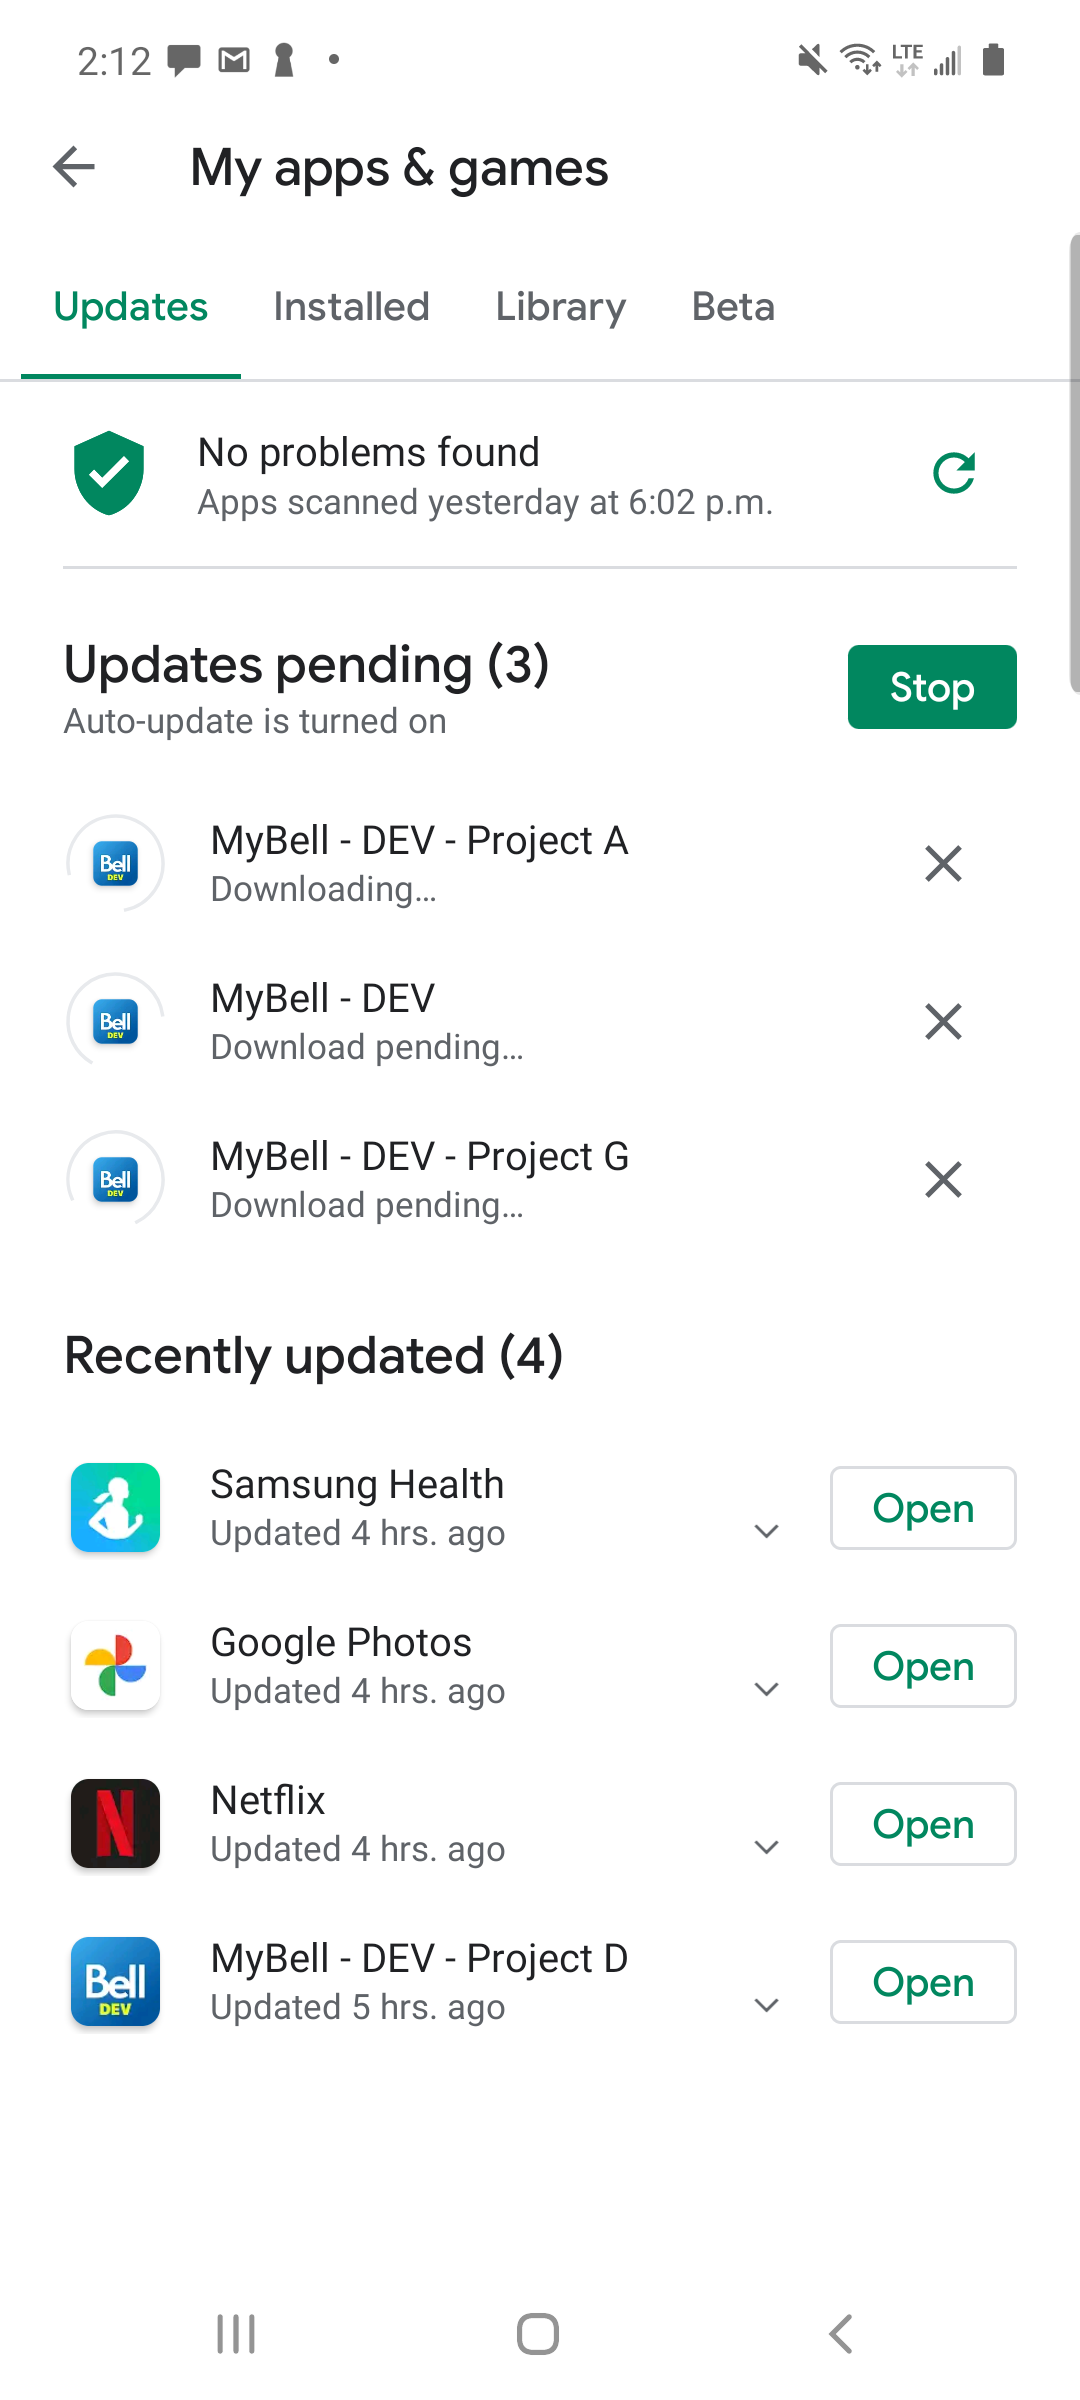 2:12
LTE
My apps & games
Updates Installed Library Beta
No problems found
Apps scanned yesterday at 6:02 p.m.
Updates pending (3)
Auto-update is turned on
Stop
Bell
DEV
MyBell - DEV - Project A
Downloading...
Bell
DEV
MyBell - DEV
Download pending...
Bell
DEV
MyBell - DEV - Project G
Download pending...
Recently updated (4)
Samsung Health
Updated 4 hrs. ago
Open
Google Photos
Updated 4 hrs. ago
Open
N
Netflix
Updated 4 hrs. ago
Open
Bell
DEV
MyBell - DEV - Project D
Updated 5 hrs. ago
Open